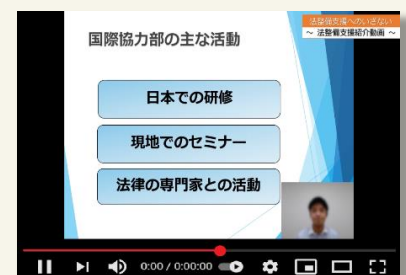 法整備支援へのいざない
～ 法整備支援紹介動画 ～
国際協力部の主な活動
日本での研修
現地でのセミナー
法律の専門家との活動
0:00 / 0:00:00